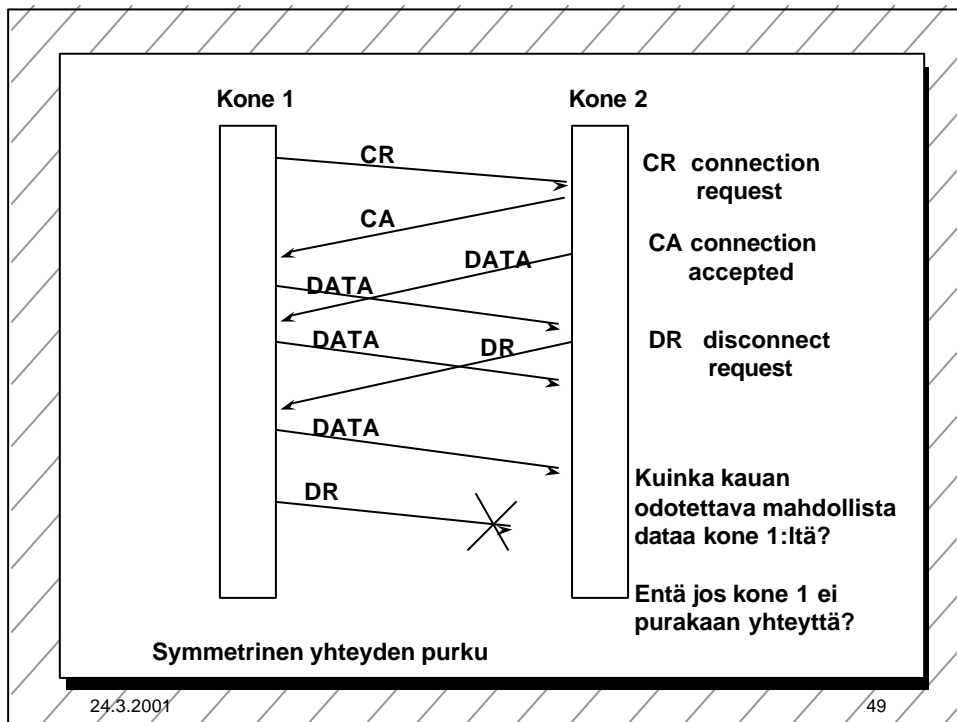 Kone 1
Kone 2
CR
CR connection
request
CA
CA connection
accepted
DATA
DATA
DR disconnect
request
DATA
DR
DATA
DR
Kuinka kauan
odotettava mahdollista
dataa kone 1:ltä?
Entä jos kone 1 ei
purakaan yhteyttä?
Symmetrinen yhteyden purku
24.3.2001
49